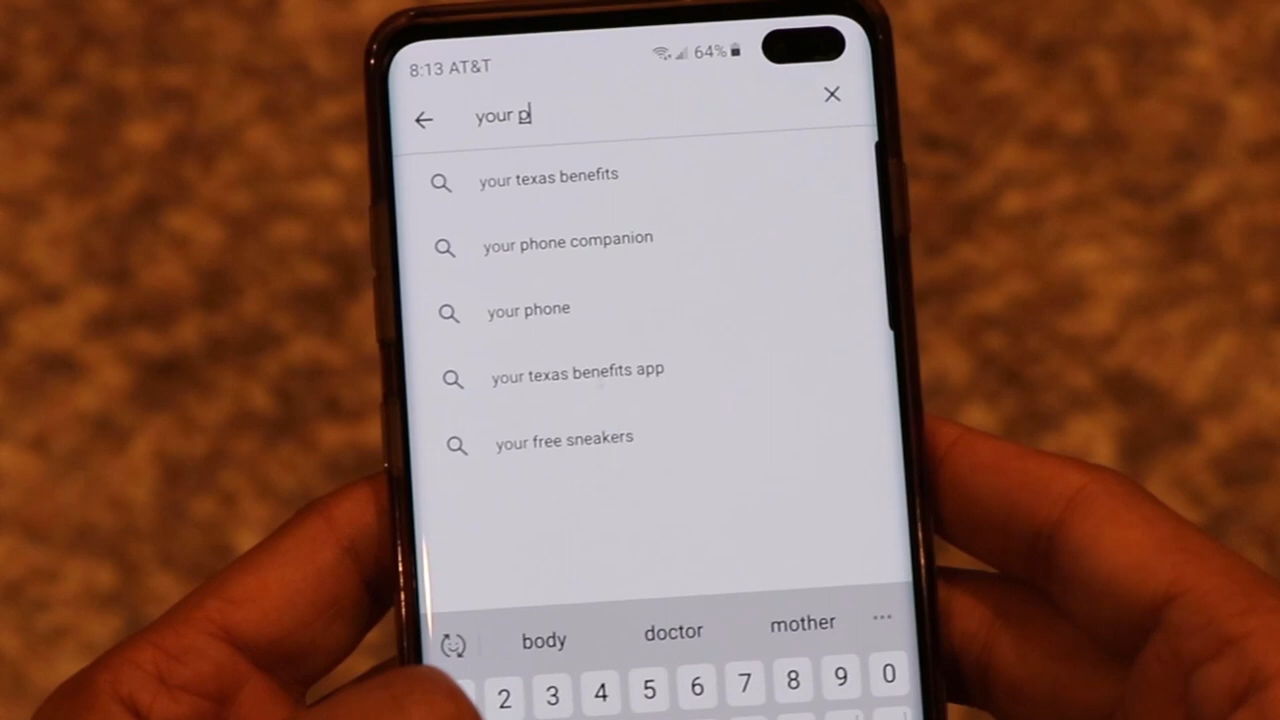 8:13 AT&T 64%
your p
your texas benefits
your phone companion
your phone
your texas benefits app
your free sneakers
body doctor mother
2 3 4 5 6 7 8 9 0